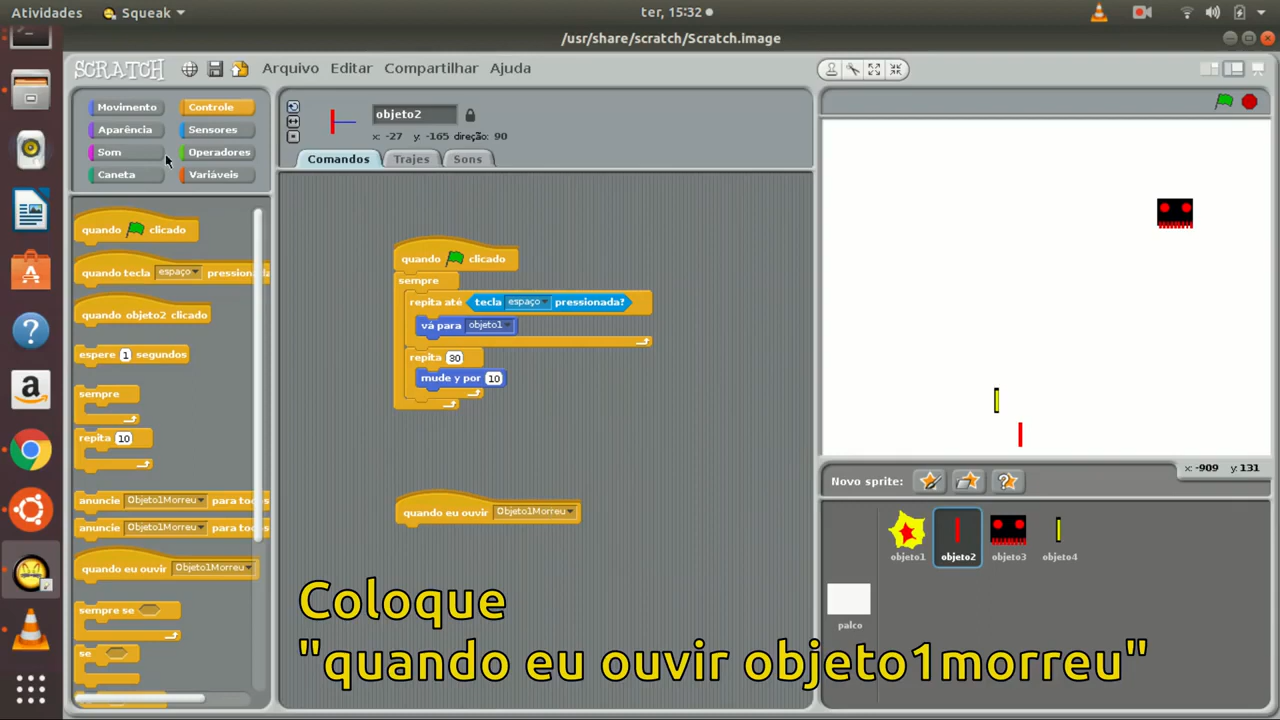 Atividades
Squeak
ter, 15:32
/usr/share/scratch/Scratch.image
SCRATCH
Arquivo
Editar
Compartilhar
Ajuda
Movimento
Controle
Aparência
Sensores
Som
Operadores
Caneta
Variáveis
objeto2
x: -27 y: -165 direção: 90
Comandos
Trajes
Sons
quando clicado
quando tecla espaço pression
quando objeto2 clicado
espere 1 segundos
sempre
repita 10
anuncie Objeto1Morreu para todos
anuncie Objeto1Morreu para todos
quando eu ouvir Objeto1Morreu
sempre se
se
quando clicado
sempre
repita até tecla espaço pressionada?
vá para objeto1
repita 30
mude y por 10
quando eu ouvir Objeto1Morreu
x: -909 y: 131
Novo sprite:
objeto1
objeto2
objeto3
objeto4
palco
Coloque
"quando eu ouvir objeto1morreu"